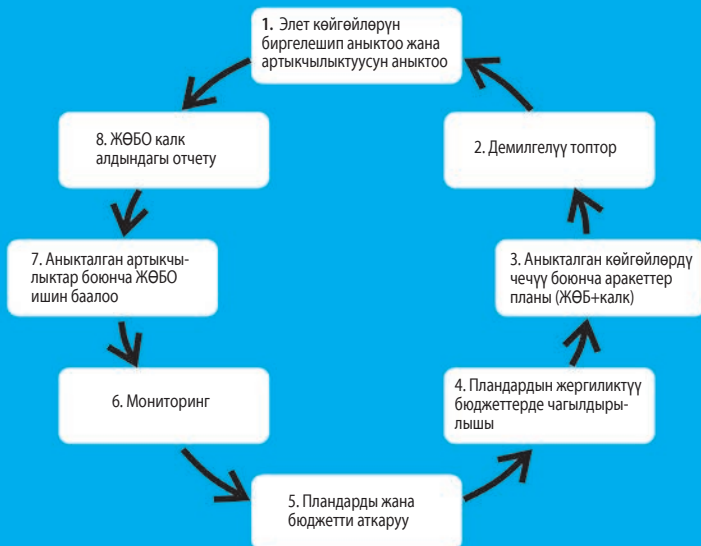 1. Элет көйгөйлөрүн
биргелешип аныктоо жана
артыкчылыктуусун аныктоо
2. Демилгелүү топтор
3. Аныкталган көйгөйлөрдү
чечүү боюнча аракеттер
планы (ЖӨБ+калк)
4. Пландардын жергиликтүү
бюджеттерде чагылдыры-
лышы
5. Пландарды жана
бюджетти аткаруу
6. Мониторинг
7. Аныкталган артыкчы-
лыктар боюнча ЖӨБО
ишин баалоо
8. ЖӨБО калк
алдындагы отчету